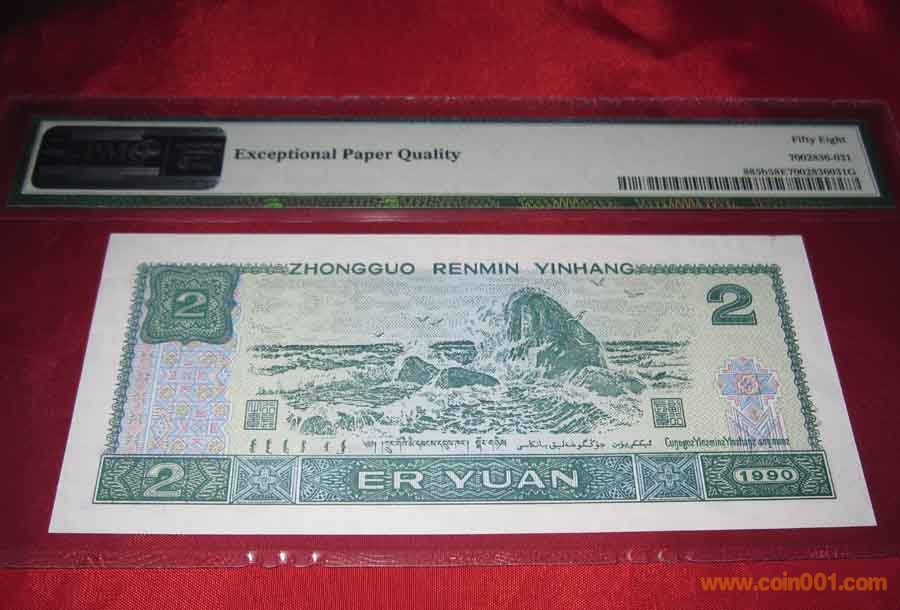 Exceptional Paper Quality
Fifty Eight
7002836-031
885b58E7002836031G
ZHONGGUO RENMIN YINHANG
2
2
2
ER YUAN
1990
www.coin001.com